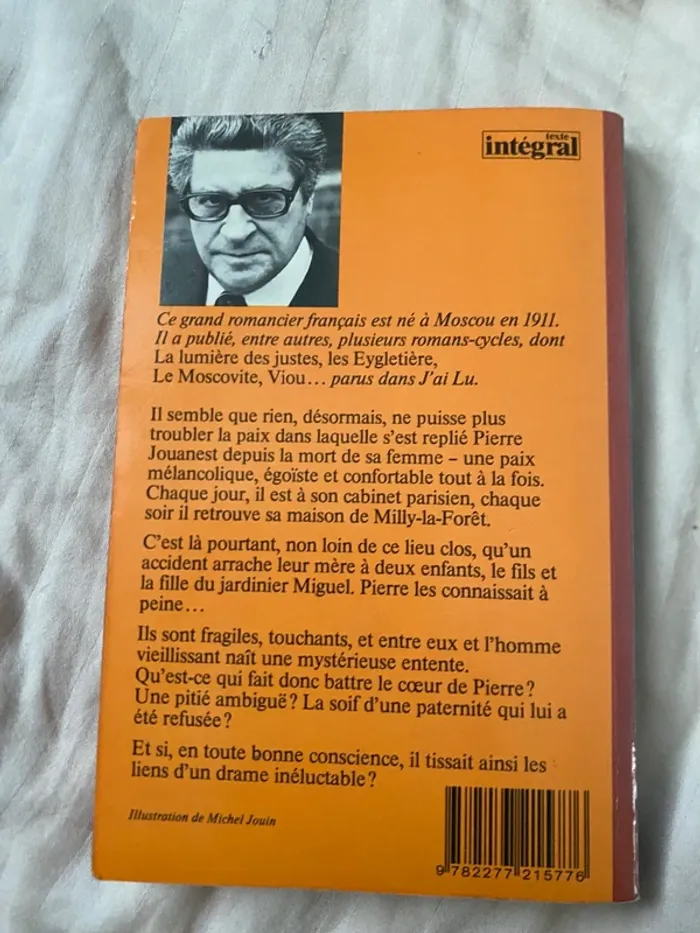 texte
intégral
Ce grand romancier français est né à Moscou en 1911.
Il a publié, entre autres, plusieurs romans-cycles, dont
La lumière des justes, les Eygletière,
Le Moscovite, Viou... parus dans J'ai Lu.
Il semble que rien, désormais, ne puisse plus
troubler la paix dans laquelle s'est replié Pierre
Jouanest depuis la mort de sa femme – une paix
mélancolique, égoïste et confortable tout à la fois.
Chaque jour, il est à son cabinet parisien, chaque
soir il retrouve sa maison de Milly-la-Forêt.
C'est là pourtant, non loin de ce lieu clos, qu'un
accident arrache leur mère à deux enfants, le fils et
la fille du jardinier Miguel. Pierre les connaissait à
peine...
Ils sont fragiles, touchants, et entre eux et l'homme
vieillissant naît une mystérieuse entente.
Qu'est-ce qui fait donc battre le cœur de Pierre?
Une pitié ambiguë? La soif d'une paternité qui lui a
été refusée?
Et si, en toute bonne conscience, il tissait ainsi les
liens d'un drame inéluctable?
Illustration de Michel Jouin
9 782277 215776